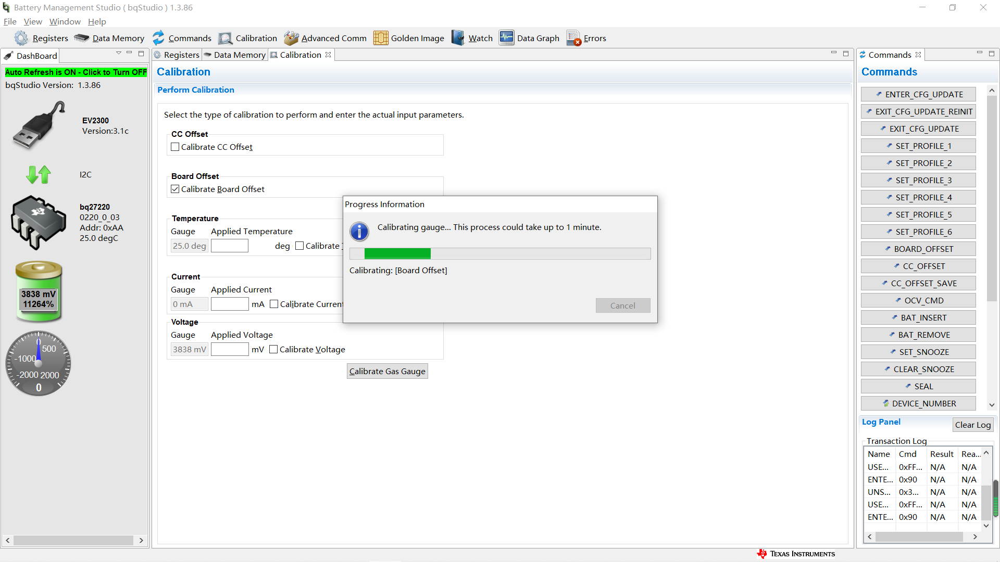 Battery Management Studio ( bqStudio ) 1.3.86
File View Window Help
Registers Data Memory Commands Calibration Advanced Comm Golden Image Watch Data Graph Errors
DashBoard
Auto Refresh is ON - Click to Turn OFF
bqStudio Version: 1.3.86
EV2300
Version:3.1c
I2C
bq27220
0220_0_03
Addr: 0xAA
25.0 degC
3838 mV
11264%
0
500
-1000
-2000 2000
0
Registers Data Memory Calibration
Calibration
Perform Calibration
Select the type of calibration to perform and enter the actual input parameters.
CC Offset
Calibrate CC Offset
Board Offset
Calibrate Board Offset
Temperature
Gauge Applied Temperature
25.0 deg deg Calibrate
Current
Gauge Applied Current
0 mA mA Calibrate Current
Voltage
Gauge Applied Voltage
3838 mV mV Calibrate Voltage
Calibrate Gas Gauge
Progress Information
Calibrating gauge... This process could take up to 1 minute.
Calibrating: [Board Offset]
Cancel
Commands
Commands
ENTER_CFG_UPDATE
EXIT_CFG_UPDATE_REINIT
EXIT_CFG_UPDATE
SET_PROFILE_1
SET_PROFILE_2
SET_PROFILE_3
SET_PROFILE_4
SET_PROFILE_5
SET_PROFILE_6
BOARD_OFFSET
CC_OFFSET
CC_OFFSET_SAVE
OCV_CMD
BAT_INSERT
BAT_REMOVE
SET_SNOOZE
CLEAR_SNOOZE
SEAL
DEVICE_NUMBER
Log Panel
Clear Log
Transaction Log
Name Cmd Result Rea...
USE... 0xFF... N/A N/A
ENTE... 0x90 N/A N/A
UNS... 0x3... N/A N/A
USE... 0xFF... N/A N/A
ENTE... 0x90 N/A N/A
TEXAS INSTRUMENTS